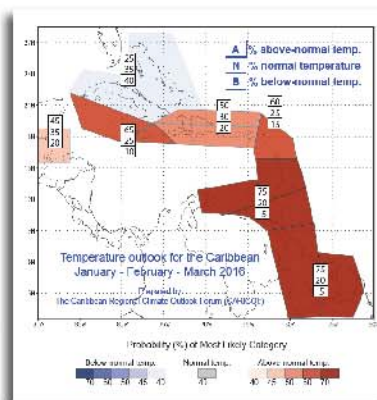 A % above-normal temp.
N % normal temperature
B % below-normal temp.
25
35
40
50
30
20
60
25
15
45
35
20
65
25
10
75
20
5
75
20
5
Temperature outlook for the Caribbean
January - February - March 2016
Prepared by
The Caribbean Regional Climate Outlook Forum
Probability (%) of Most Likely Category
Below normal temp. Normal temp. Above normal temp.
70 60 50 45 40 40 40 45 50 60 70